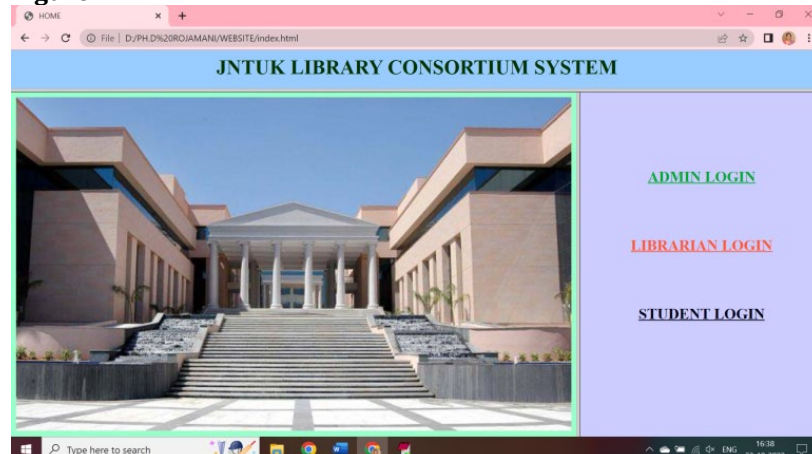 HOME
File | D:/PH.D%20ROJAMANI/WEBSITE/index.html
JNTUK LIBRARY CONSORTIUM SYSTEM
ADMIN LOGIN
LIBRARIAN LOGIN
STUDENT LOGIN
Type here to search
ENG
16:38